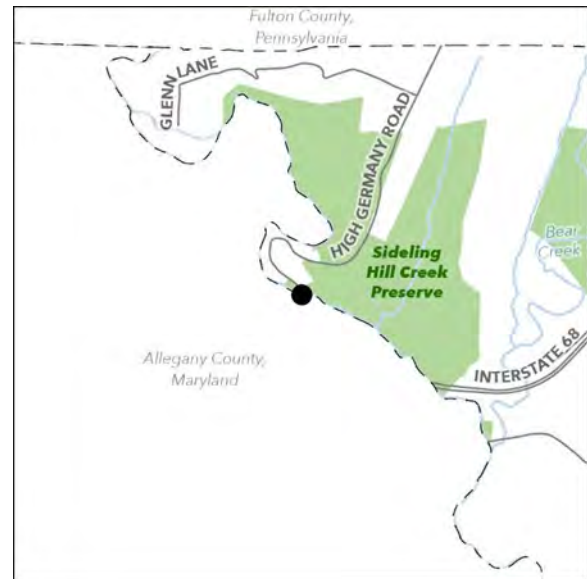 Fulton County,
Pennsylvania
GLENN LANE
HIGH GERMANY ROAD
Sideling
Hill Creek
Preserve
Bear
Creek
INTERSTATE 68
Allegany County,
Maryland